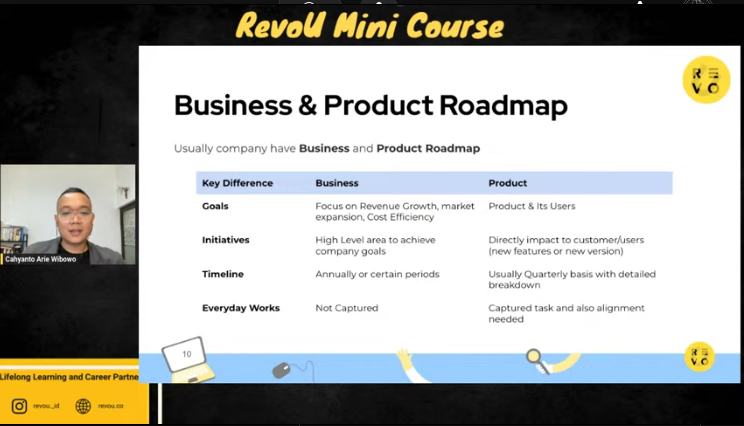 RevoU Mini Course
REVO
Business & Product Roadmap
Usually company have Business and Product Roadmap
Key Difference Business Product
Goals Focus on Revenue Growth, market expansion, Cost Efficiency Product & Its Users
Initiatives High Level area to achieve company goals Directly impact to customer/users (new features or new version)
Timeline Annually or certain periods Usually Quarterly basis with detailed breakdown
Everyday Works Not Captured Captured task and also alignment needed
Cahyanto Arie Wibowo
10
REVO
Lifelong Learning and Career Partne
revou_id revou.co